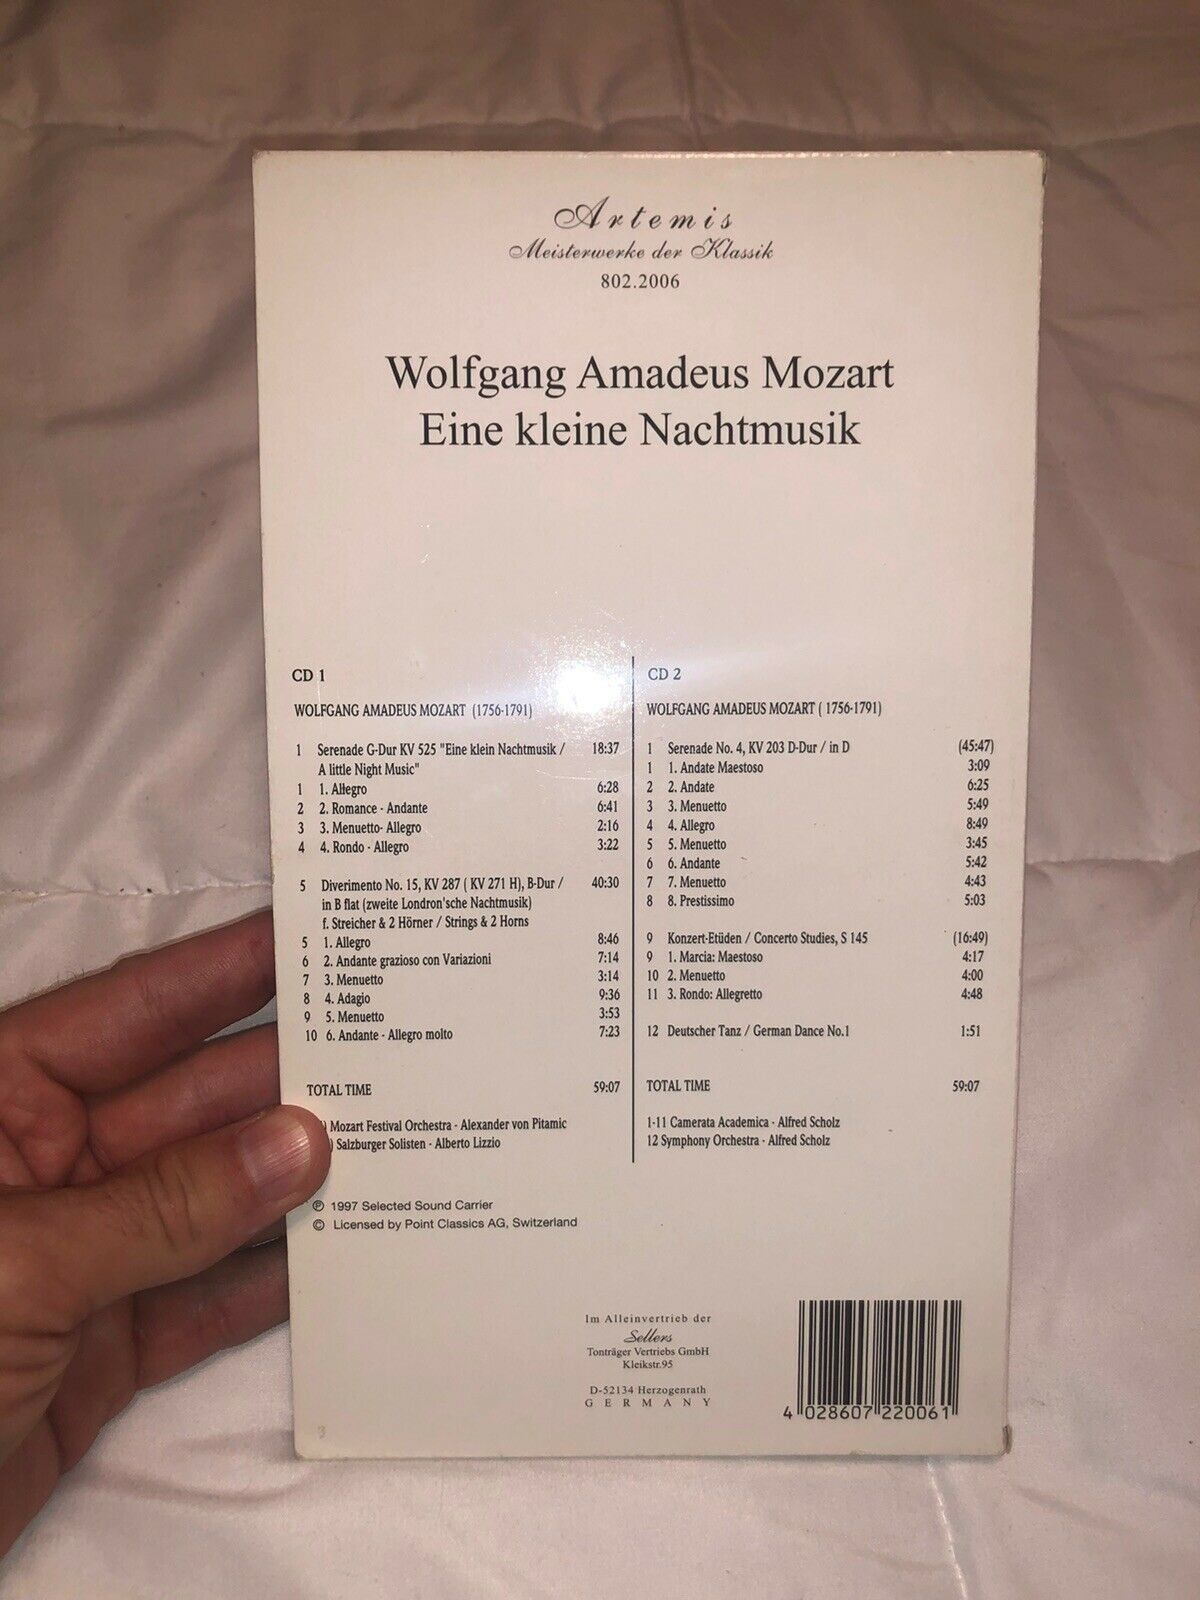 Artemis
Meisterwerke der Klassik
802.2006
Wolfgang Amadeus Mozart
Eine kleine Nachtmusik
CD 1
WOLFGANG AMADEUS MOZART (1756-1791)
1 Serenade G-Dur KV 525 "Eine klein Nachtmusik / 18:37
A little Night Music"
1 1. Allegro 6:28
2 2. Romance - Andante 6:41
3 3. Menuetto- Allegro 2:16
4 4. Rondo - Allegro 3:22
5 Diverimento No. 15, KV 287 ( KV 271 H), B-Dur / 40:30
in B flat (zweite Londron'sche Nachtmusik)
f. Streicher & 2 Hörner / Strings & 2 Horns
5 1. Allegro 8:46
6 2. Andante grazioso con Variazioni 7:14
7 3. Menuetto 3:14
8 4. Adagio 9:36
9 5. Menuetto 3:53
10 6. Andante - Allegro molto 7:23
TOTAL TIME 59:07
) Mozart Festival Orchestra - Alexander von Pitamic
) Salzburger Solisten - Alberto Lizzio
CD 2
WOLFGANG AMADEUS MOZART ( 1756-1791)
1 Serenade No. 4, KV 203 D-Dur / in D (45:47)
1 1. Andate Maestoso 3:09
2 2. Andate 6:25
3 3. Menuetto 5:49
4 4. Allegro 8:49
5 5. Menuetto 3:45
6 6. Andante 5:42
7 7. Menuetto 4:43
8 8. Prestissimo 5:03
9 Konzert-Etüden / Concerto Studies, S 145 (16:49)
9 1. Marcia: Maestoso 4:17
10 2. Menuetto 4:00
11 3. Rondo: Allegretto 4:48
12 Deutscher Tanz / German Dance No.1 1:51
TOTAL TIME 59:07
1-11 Camerata Academica - Alfred Scholz
12 Symphony Orchestra - Alfred Scholz
℗ 1997 Selected Sound Carrier
© Licensed by Point Classics AG, Switzerland
Im Alleinvertrieb der
Sellers
Tonträger Vertriebs GmbH
Kleikstr.95
D-52134 Herzogenrath
GERMANY
4 028607 220061